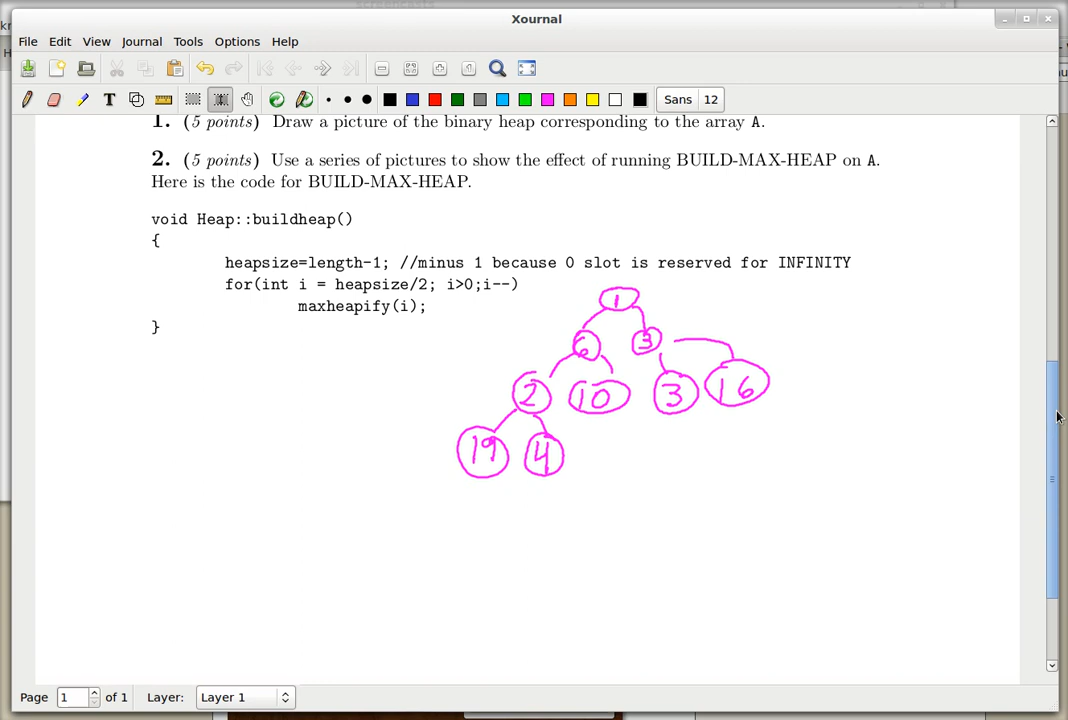 screencasts
Xournal
File Edit View Journal Tools Options Help
T Sans 12
1. (5 points) Draw a picture of the binary heap corresponding to the array A.
2. (5 points) Use a series of pictures to show the effect of running BUILD-MAX-HEAP on A.
Here is the code for BUILD-MAX-HEAP.
void Heap::buildheap()
{
heapsize=length-1; //minus 1 because 0 slot is reserved for INFINITY
for(int i = heapsize/2; i>0;i--)
maxheapify(i);
}
1
6 3
2 10 3 16
19 4
Page 1 of 1 Layer: Layer 1